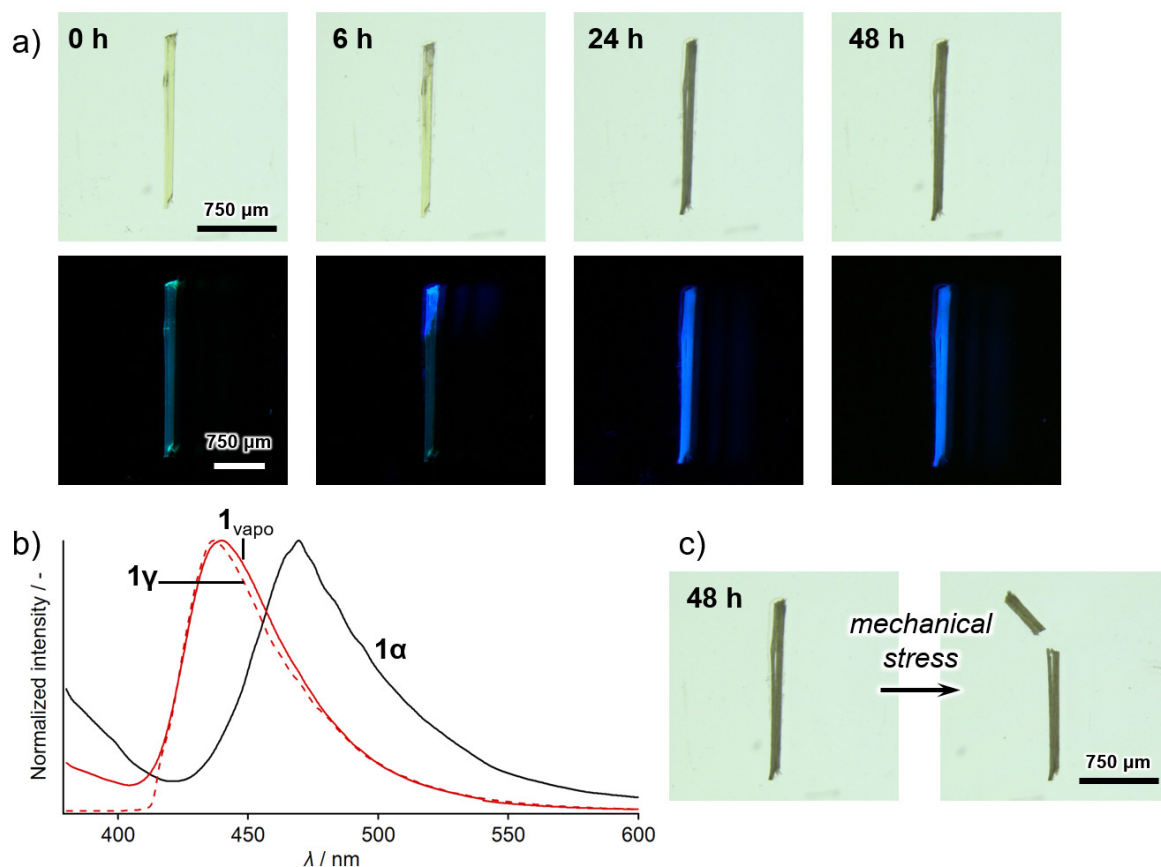 a)
0 h
6 h
24 h
48 h
750 µm
750 µm
b)
1vapo
1γ
1α
Normalized intensity / -
400
450
500
550
600
λ / nm
c)
48 h
mechanical
stress
750 µm